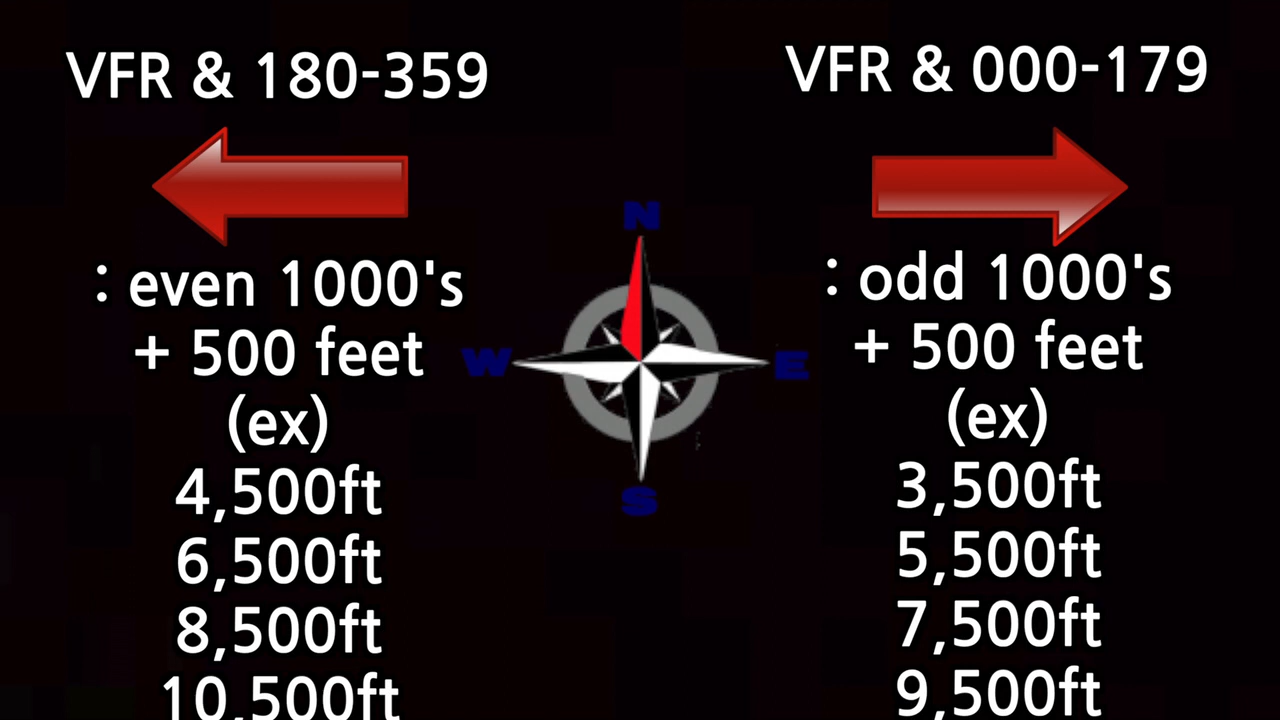 VFR & 180-359
: even 1000's
+ 500 feet
(ex)
4,500ft
6,500ft
8,500ft
10,500ft
N
W
E
S
VFR & 000-179
: odd 1000's
+ 500 feet
(ex)
3,500ft
5,500ft
7,500ft
9,500ft